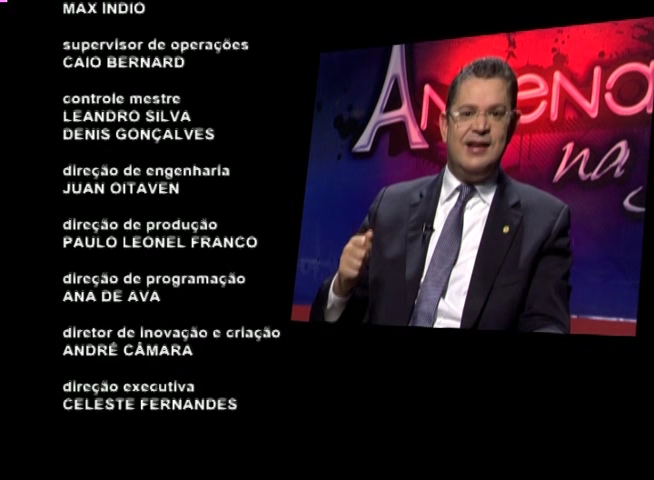 MAX INDIO
supervisor de operações
CAIO BERNARD
controle mestre
LEANDRO SILVA
DENIS GONÇALVES
direção de engenharia
JUAN OITAVEN
direção de produção
PAULO LEONEL FRANCO
direção de programação
ANA DE AVA
diretor de inovação e criação
ANDRÉ CÂMARA
direção executiva
CELESTE FERNANDES
ANTENA
na